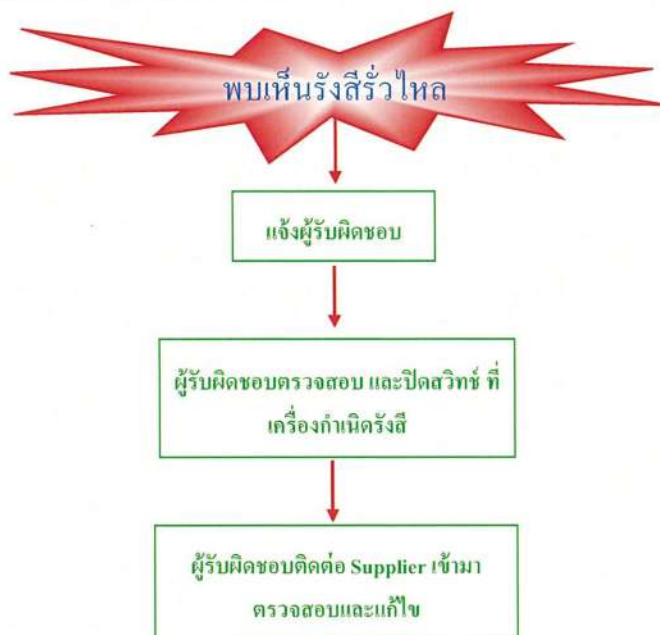 พบเห็นรังสีรั่วไหล
แจ้งผู้รับผิดชอบ
ผู้รับผิดชอบตรวจสอบ และปิดสวิทช์ ที่
เครื่องกำเนิดรังสี
ผู้รับผิดชอบติดต่อ Supplier เข้ามา
ตรวจสอบและแก้ไข